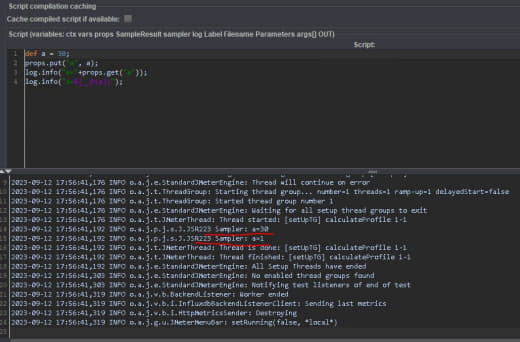 Script compilation caching
Cache compiled script if available:
Script (variables: ctx vars props SampleResult sampler log Label Filename Parameters args[] OUT)
Script:
1 def a = 30;
2 props.put("a", a);
3 log.info("a="+props.get("a"));
4 log.info("a=${__P(a)}");
9 2023-09-12 17:56:41,176 INFO o.a.j.e.StandardJMeterEngine: Thread will continue on error
10 2023-09-12 17:56:41,176 INFO o.a.j.t.ThreadGroup: Starting thread group... number=1 threads=1 ramp-up=1 delayedStart=false
11 2023-09-12 17:56:41,176 INFO o.a.j.t.ThreadGroup: Started thread group number 1
12 2023-09-12 17:56:41,176 INFO o.a.j.e.StandardJMeterEngine: Waiting for all setup thread groups to exit
13 2023-09-12 17:56:41,176 INFO o.a.j.t.JMeterThread: Thread started: [setUpTG] calculateProfile 1-1
14 2023-09-12 17:56:41,192 INFO o.a.j.p.j.s.J.JSR223 Sampler: a=30
15 2023-09-12 17:56:41,192 INFO o.a.j.p.j.s.J.JSR223 Sampler: a=1
16 2023-09-12 17:56:41,192 INFO o.a.j.t.JMeterThread: Thread is done: [setUpTG] calculateProfile 1-1
17 2023-09-12 17:56:41,192 INFO o.a.j.t.JMeterThread: Thread finished: [setUpTG] calculateProfile 1-1
18 2023-09-12 17:56:41,192 INFO o.a.j.e.StandardJMeterEngine: All Setup Threads have ended
19 2023-09-12 17:56:41,303 INFO o.a.j.e.StandardJMeterEngine: No enabled thread groups found
20 2023-09-12 17:56:41,303 INFO o.a.j.e.StandardJMeterEngine: Notifying test listeners of end of test
21 2023-09-12 17:56:41,319 INFO o.a.j.v.b.BackendListener: Worker ended
22 2023-09-12 17:56:41,319 INFO o.a.j.v.b.i.InfluxdbBackendListenerClient: Sending last metrics
23 2023-09-12 17:56:41,319 INFO o.a.j.v.b.i.HttpMetricsSender: Destroying
24 2023-09-12 17:56:41,319 INFO o.a.j.g.u.JMeterMenuBar: setRunning(false, *local*)
25